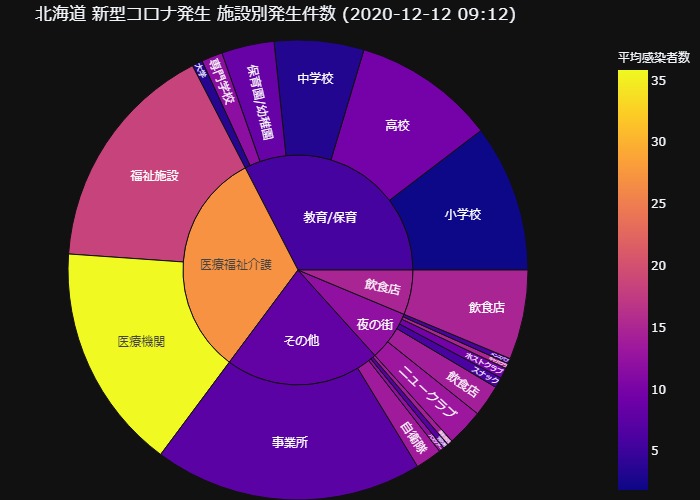 北海道 新型コロナ発生 施設別発生件数 (2020-12-12 09:12)
平均感染者数
35
30
25
20
15
10
5
大学
専門学校
保育園/幼稚園
中学校
高校
小学校
教育/保育
福祉施設
医療福祉介護
医療機関
その他
事業所
自衛隊
夜の街
ニュークラブ
飲食店
スナック
ホストクラブ
飲食店
飲食店